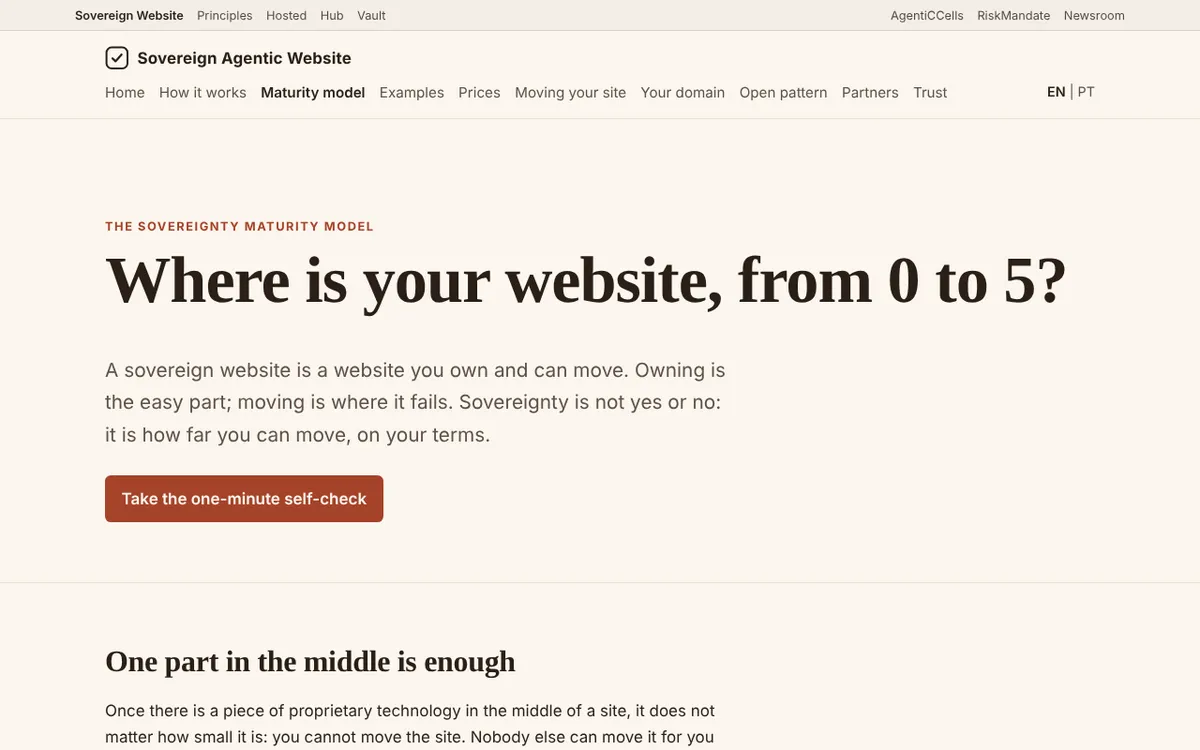 Sovereign Website Principles Hosted Hub Vault AgentiCCells RiskMandate Newsroom
Sovereign Agentic Website
Home How it works Maturity model Examples Prices Moving your site Your domain Open pattern Partners Trust EN | PT
THE SOVEREIGNTY MATURITY MODEL
Where is your website, from 0 to 5?
A sovereign website is a website you own and can move. Owning is
the easy part; moving is where it fails. Sovereignty is not yes or no:
it is how far you can move, on your terms.
Take the one-minute self-check
One part in the middle is enough
Once there is a piece of proprietary technology in the middle of a site, it does not
matter how small it is: you cannot move the site. Nobody else can move it for you